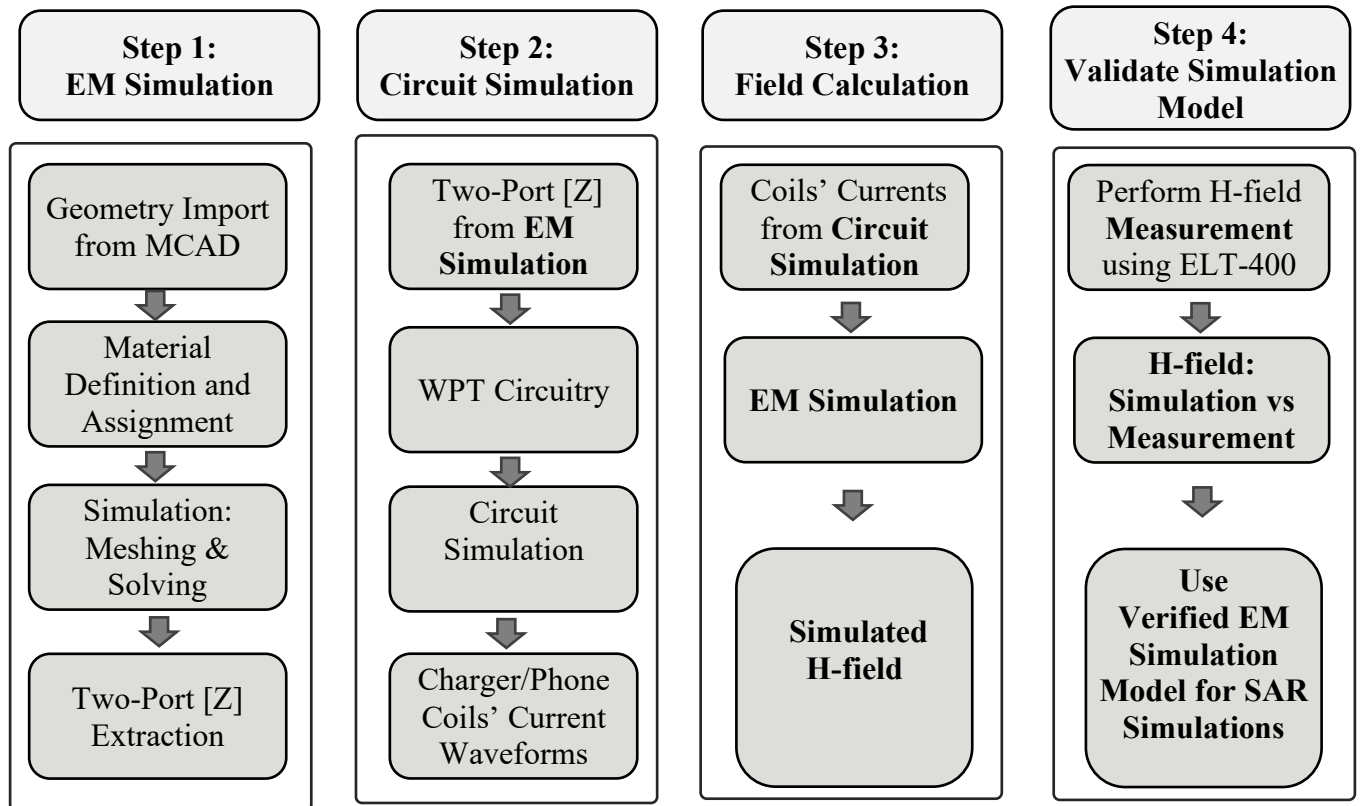 Step 1:
EM Simulation
Geometry Import
from MCAD
Material
Definition and
Assignment
Simulation:
Meshing &
Solving
Two-Port [Z]
Extraction
Step 2:
Circuit Simulation
Two-Port [Z]
from EM
Simulation
WPT Circuitry
Circuit
Simulation
Charger/Phone
Coils’ Current
Waveforms
Step 3:
Field Calculation
Coils’ Currents
from Circuit
Simulation
EM Simulation
Simulated
H-field
Step 4:
Validate Simulation
Model
Perform H-field
Measurement
using ELT-400
H-field:
Simulation vs
Measurement
Use
Verified EM
Simulation
Model for SAR
Simulations